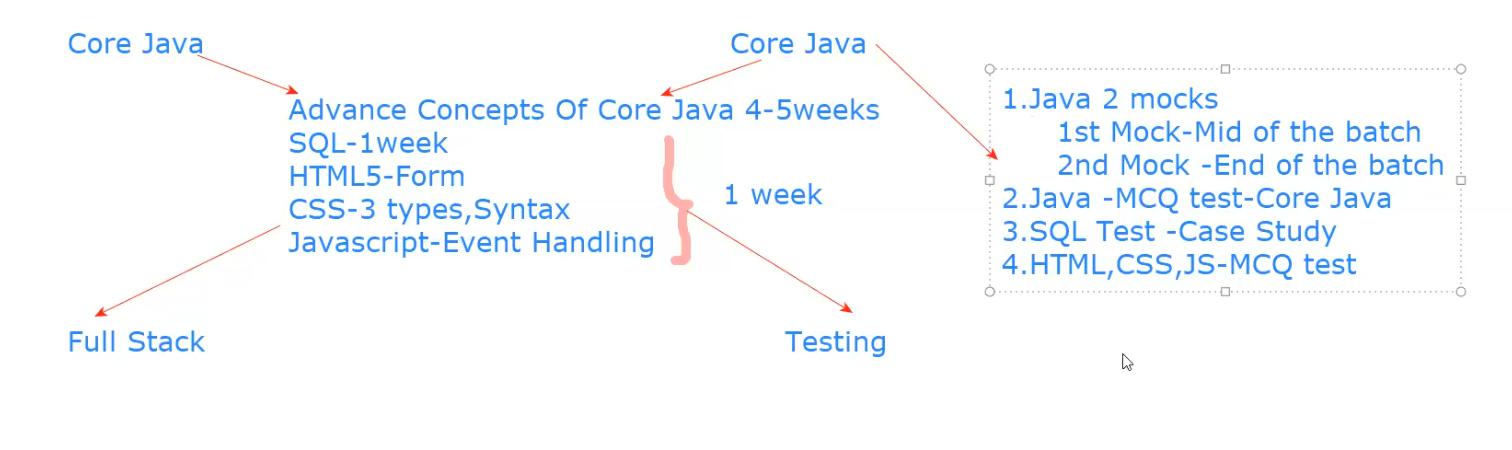 Core Java
Core Java
Advance Concepts Of Core Java 4-5weeks
SQL-1week
HTML5-Form
CSS-3 types,Syntax
Javascript-Event Handling
1 week
1.Java 2 mocks
1st Mock-Mid of the batch
2nd Mock -End of the batch
2.Java -MCQ test-Core Java
3.SQL Test -Case Study
4.HTML,CSS,JS-MCQ test
Full Stack
Testing